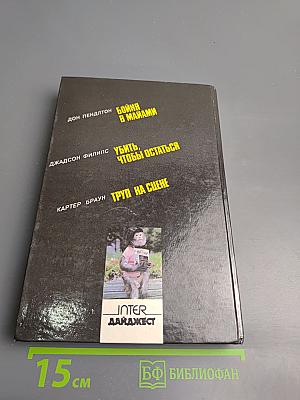 ДОН ПЕНДЛТОН БОЙНЯ
В МАЙАМИ
ДЖАДСОН ФИЛИПС УБИТЬ,
ЧТОБЫ ОСТАТЬСЯ
КАРТЕР БРАУН ТРУП НА СЦЕНЕ
INTER
ДАЙДЖЕСТ
15 см
БФ БИБЛИОФАН